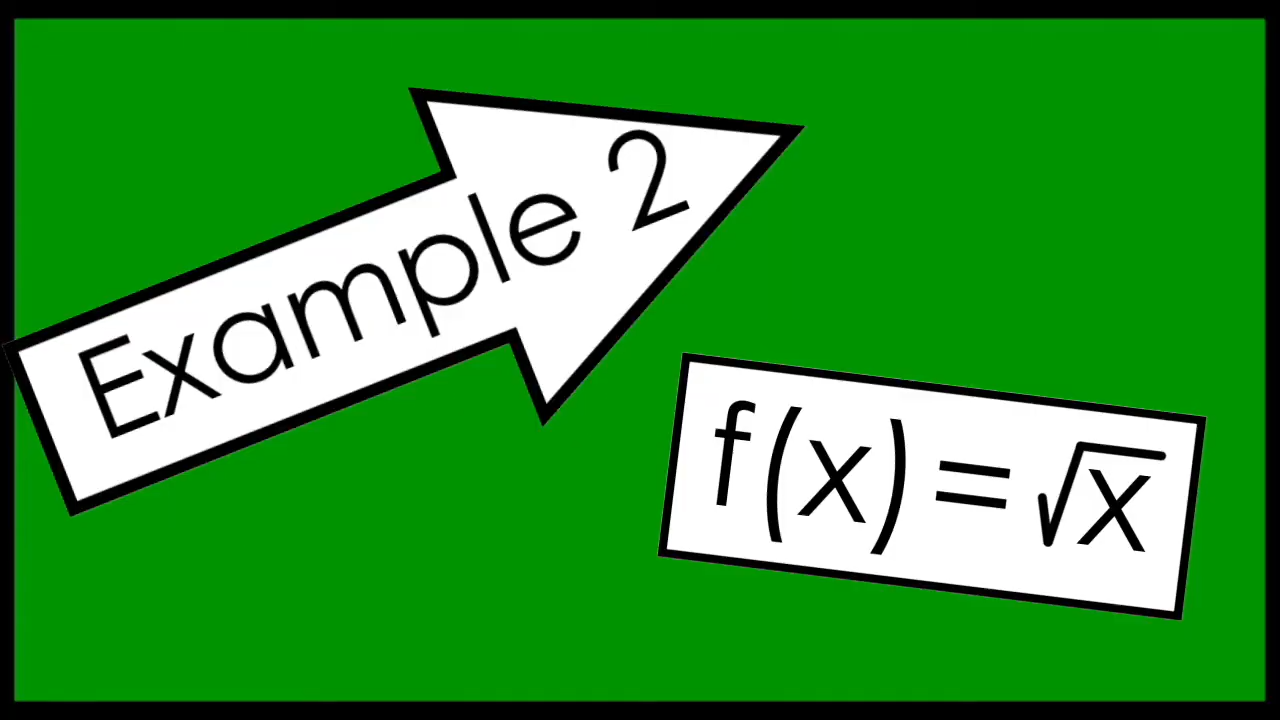 Example 2
f(x) = √x